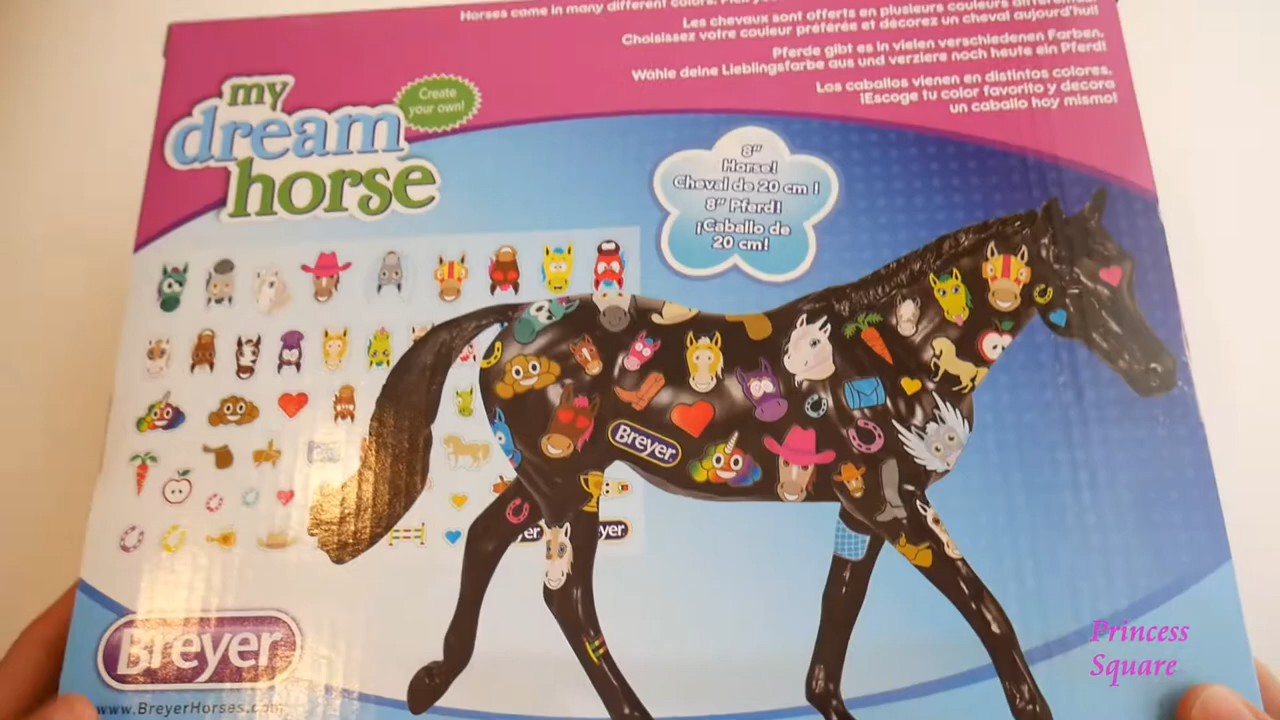 Horses come in many different colors.
Les chevaux sont offerts en plusieurs couleurs
Choisissez votre couleur préférée et décorez un cheval aujourd'hui!
Pferde gibt es in vielen verschiedenen Farben.
Wähle deine Lieblingsfarbe aus und verziere noch heute ein Pferd!
Los caballos vienen en distintos colores.
¡Escoge tu color favorito y decora
un caballo hoy mismo!
my
dream
horse
Create
your own!
8"
Horse!
Cheval de 20 cm !
8" Pferd!
¡Caballo de
20 cm!
Breyer
Breyer
www.BreyerHorses.com
Princess
Square